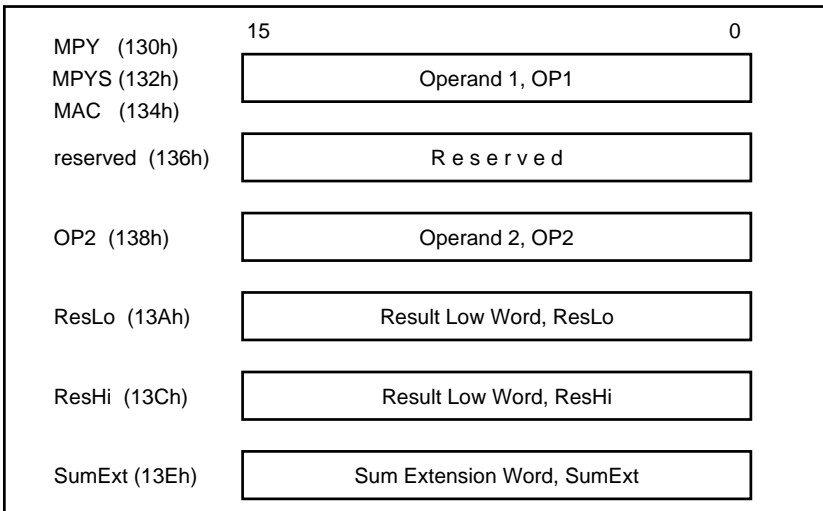 15 0
MPY (130h)
MPYS (132h) Operand 1, OP1
MAC (134h)
reserved (136h) R e s e r v e d
OP2 (138h) Operand 2, OP2
ResLo (13Ah) Result Low Word, ResLo
ResHi (13Ch) Result Low Word, ResHi
SumExt (13Eh) Sum Extension Word, SumExt